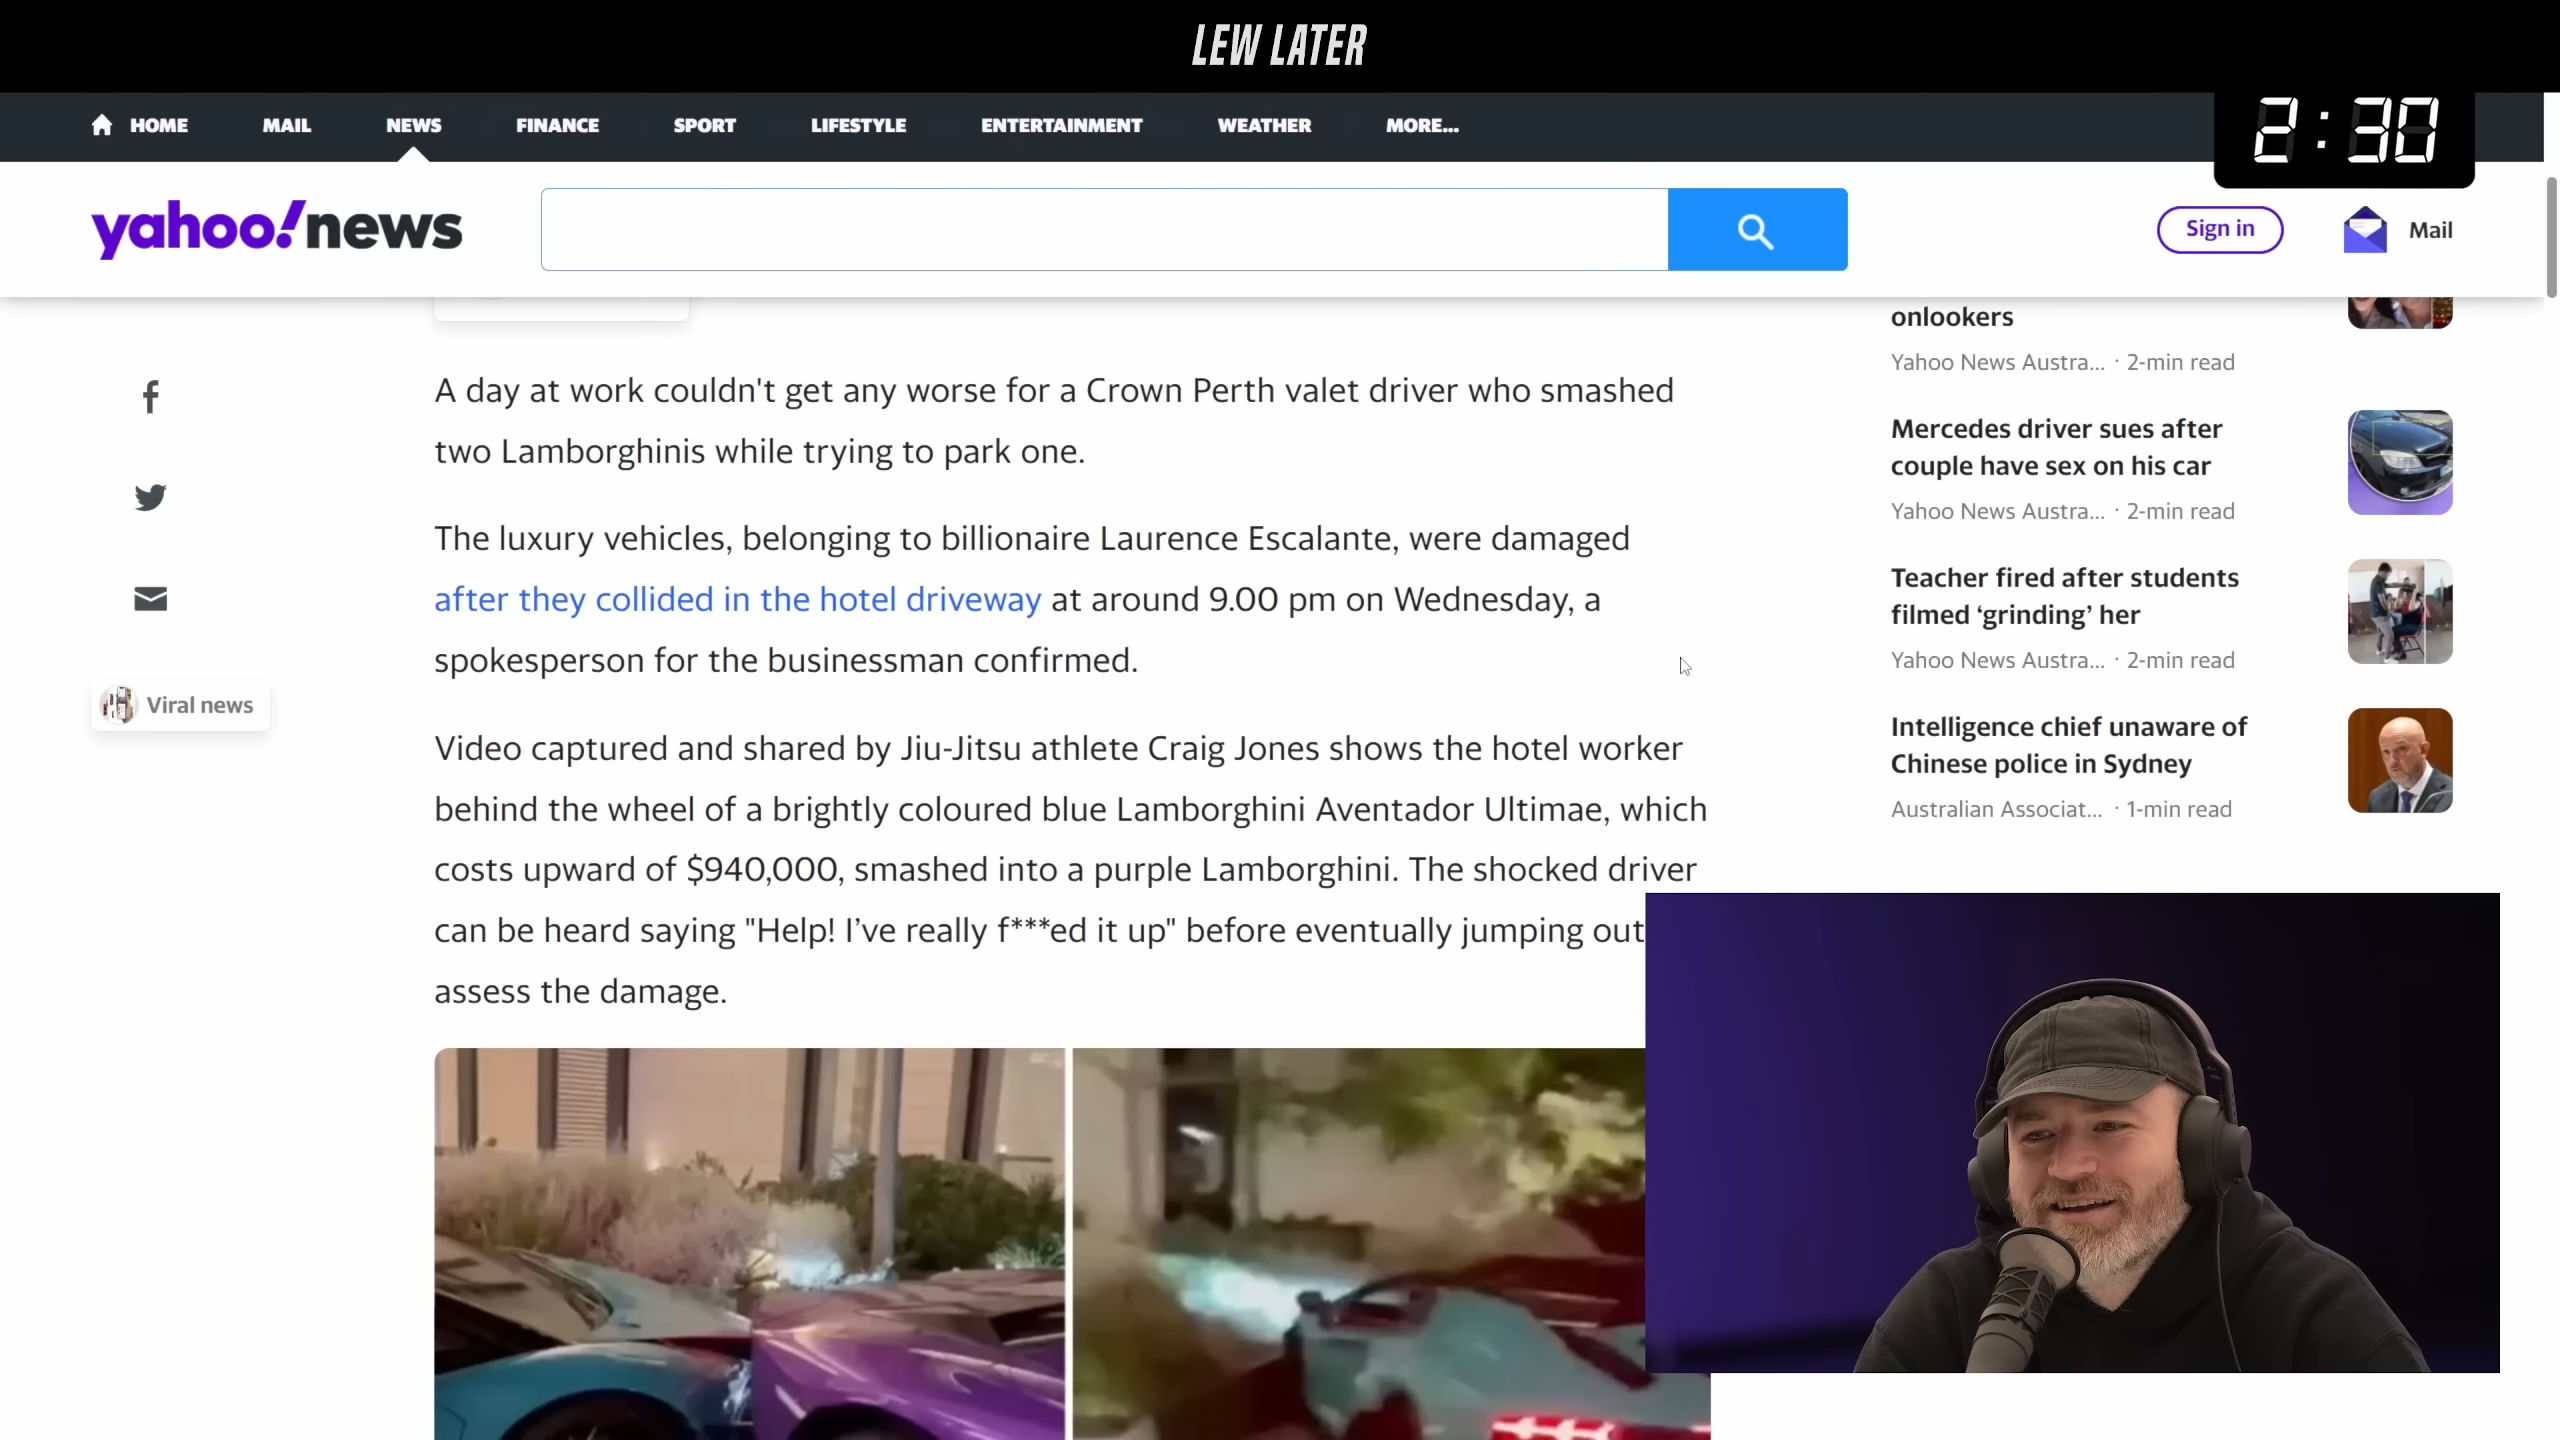 LEW LATER
HOME MAIL NEWS FINANCE SPORT LIFESTYLE ENTERTAINMENT WEATHER MORE...
2:30
yahoo!news
Sign in
Mail
A day at work couldn't get any worse for a Crown Perth valet driver who smashed
two Lamborghinis while trying to park one.
The luxury vehicles, belonging to billionaire Laurence Escalante, were damaged
after they collided in the hotel driveway at around 9.00 pm on Wednesday, a
spokesperson for the businessman confirmed.
Viral news
Video captured and shared by Jiu-Jitsu athlete Craig Jones shows the hotel worker
behind the wheel of a brightly coloured blue Lamborghini Aventador Ultimae, which
costs upward of $940,000, smashed into a purple Lamborghini. The shocked driver
can be heard saying "Help! I’ve really f***ed it up" before eventually jumping out
assess the damage.
onlookers
Yahoo News Austra... · 2-min read
Mercedes driver sues after
couple have sex on his car
Yahoo News Austra... · 2-min read
Teacher fired after students
filmed ‘grinding’ her
Yahoo News Austra... · 2-min read
Intelligence chief unaware of
Chinese police in Sydney
Australian Associat... · 1-min read